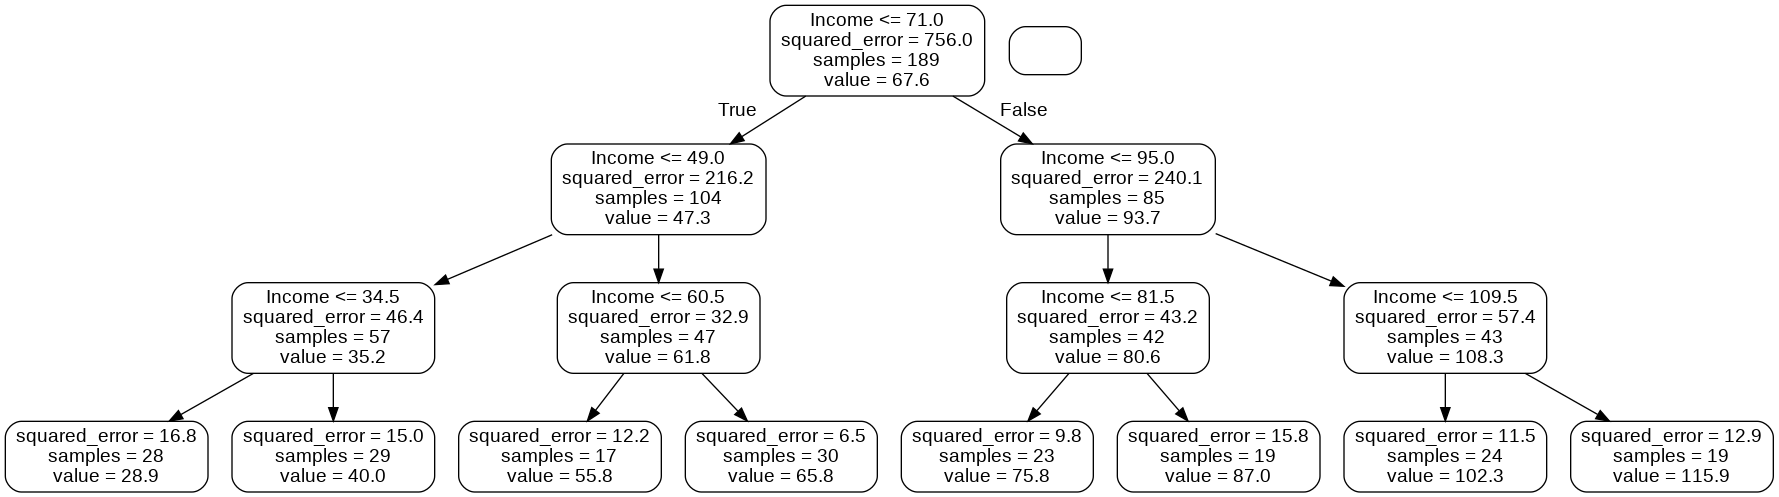 Income <= 71.0
squared_error = 756.0
samples = 189
value = 67.6
True
False
Income <= 49.0
squared_error = 216.2
samples = 104
value = 47.3
Income <= 95.0
squared_error = 240.1
samples = 85
value = 93.7
Income <= 34.5
squared_error = 46.4
samples = 57
value = 35.2
Income <= 60.5
squared_error = 32.9
samples = 47
value = 61.8
Income <= 81.5
squared_error = 43.2
samples = 42
value = 80.6
Income <= 109.5
squared_error = 57.4
samples = 43
value = 108.3
squared_error = 16.8
samples = 28
value = 28.9
squared_error = 15.0
samples = 29
value = 40.0
squared_error = 12.2
samples = 17
value = 55.8
squared_error = 6.5
samples = 30
value = 65.8
squared_error = 9.8
samples = 23
value = 75.8
squared_error = 15.8
samples = 19
value = 87.0
squared_error = 11.5
samples = 24
value = 102.3
squared_error = 12.9
samples = 19
value = 115.9